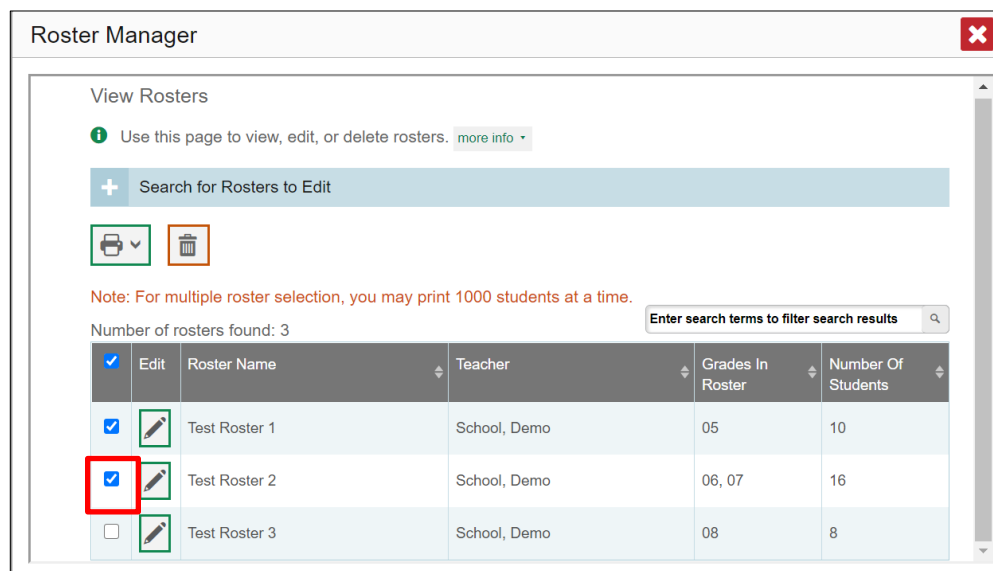 Roster Manager
View Rosters
Use this page to view, edit, or delete rosters. more info
Search for Rosters to Edit
Note: For multiple roster selection, you may print 1000 students at a time.
Number of rosters found: 3
Enter search terms to filter search results
Edit Roster Name Teacher Grades In Roster Number Of Students
Test Roster 1 School, Demo 05 10
Test Roster 2 School, Demo 06, 07 16
Test Roster 3 School, Demo 08 8